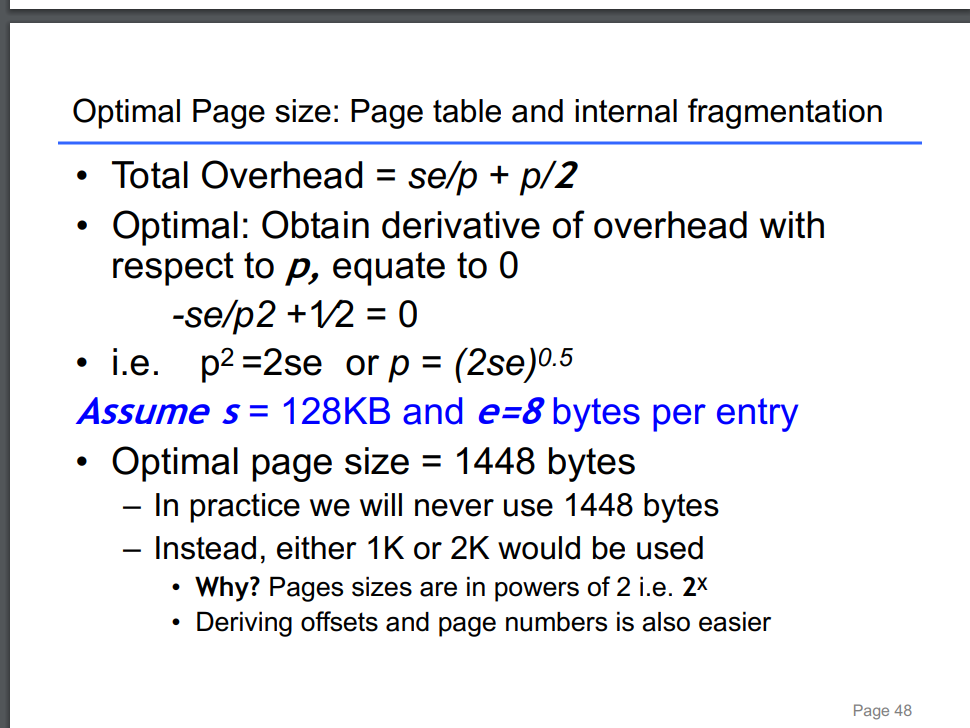 Optimal Page size: Page table and internal fragmentation
• Total Overhead = se/p + p/2
• Optimal: Obtain derivative of overhead with
respect to p, equate to 0
-se/p2 +1⁄2 = 0
• i.e. p2 =2se or p = (2se)0.5
Assume s = 128KB and e=8 bytes per entry
• Optimal page size = 1448 bytes
– In practice we will never use 1448 bytes
– Instead, either 1K or 2K would be used
• Why? Pages sizes are in powers of 2 i.e. 2x
• Deriving offsets and page numbers is also easier
Page 48